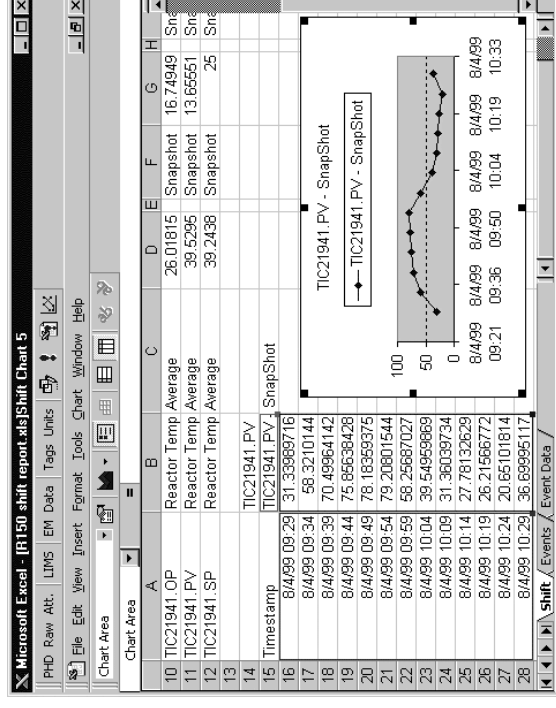 Microsoft Excel - [R150 shift report.xls]Shift Chart 5
PHD Raw Att. LIMS EM Data Tags Units
File Edit View Insert Format Tools Chart Window Help
Chart Area
Chart Area =
A B C D E F G H
10 TIC21941.OP Reactor Temp Average 26.01815 Snapshot 16.74949 Sna
11 TIC21941.PV Reactor Temp Average 39.5295 Snapshot 13.65551 Sna
12 TIC21941.SP Reactor Temp Average 39.2438 Snapshot 25 Sna
13
14 TIC21941.PV
15 Timestamp TIC21941.PV - SnapShot
16 8/4/99 09:29 31.33989716
17 8/4/99 09:34 58.3210144
18 8/4/99 09:39 70.49964142
19 8/4/99 09:44 75.85638428
20 8/4/99 09:49 78.18359375
21 8/4/99 09:54 79.20801544
22 8/4/99 09:59 58.25687027
23 8/4/99 10:04 39.54959869
24 8/4/99 10:09 31.36039734
25 8/4/99 10:14 27.78132629
26 8/4/99 10:19 26.21566772
27 8/4/99 10:24 20.65101814
28 8/4/99 10:29 36.69995117
TIC21941.PV - SnapShot
TIC21941.PV - SnapShot
100
50
0
8/4/99 8/4/99 8/4/99 8/4/99 8/4/99 8/4/99
09:21 09:36 09:50 10:04 10:19 10:33
Shift Events Event Data